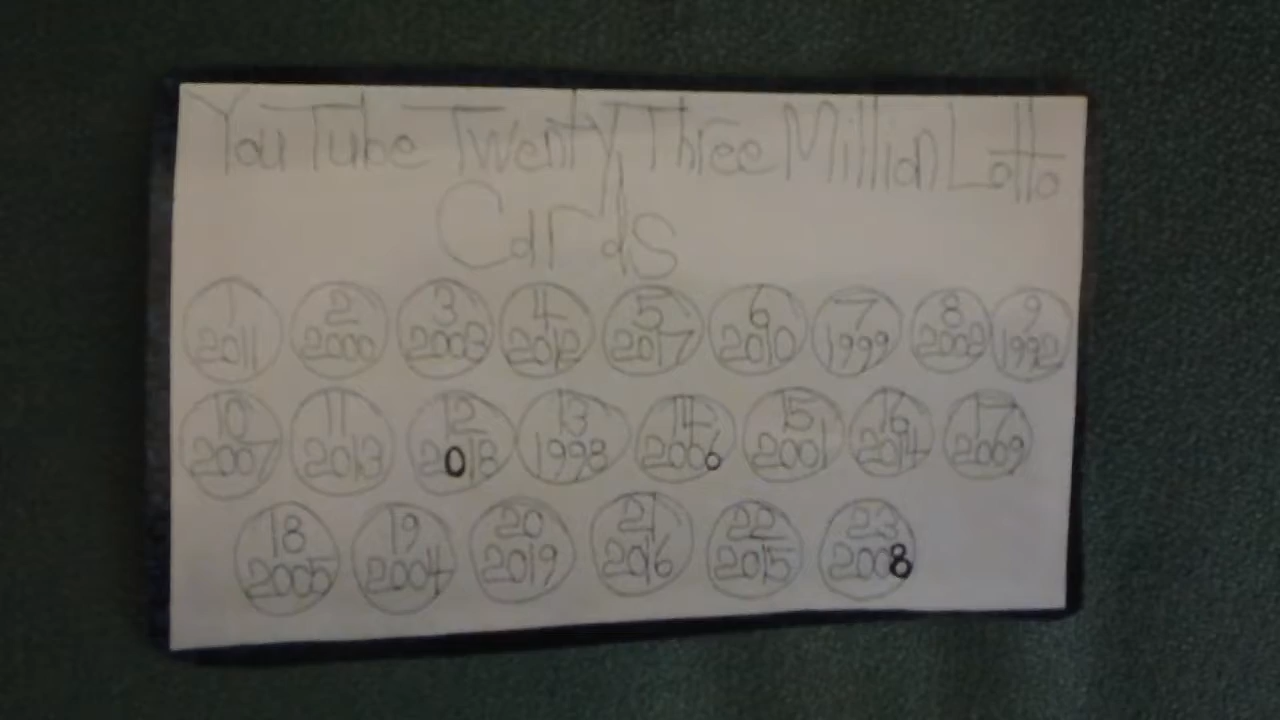 YouTube Twenty Three Million Lotto
Cards
1 2 3 4 5 6 7 8 9
2011 2000 2003 2012 2017 2010 1999 2002 1992
10 11 12 13 14 15 16 17
2007 2013 2018 1998 2006 2001 2014 2009
18 19 20 21 22 23
2005 2004 2019 2016 2015 2008